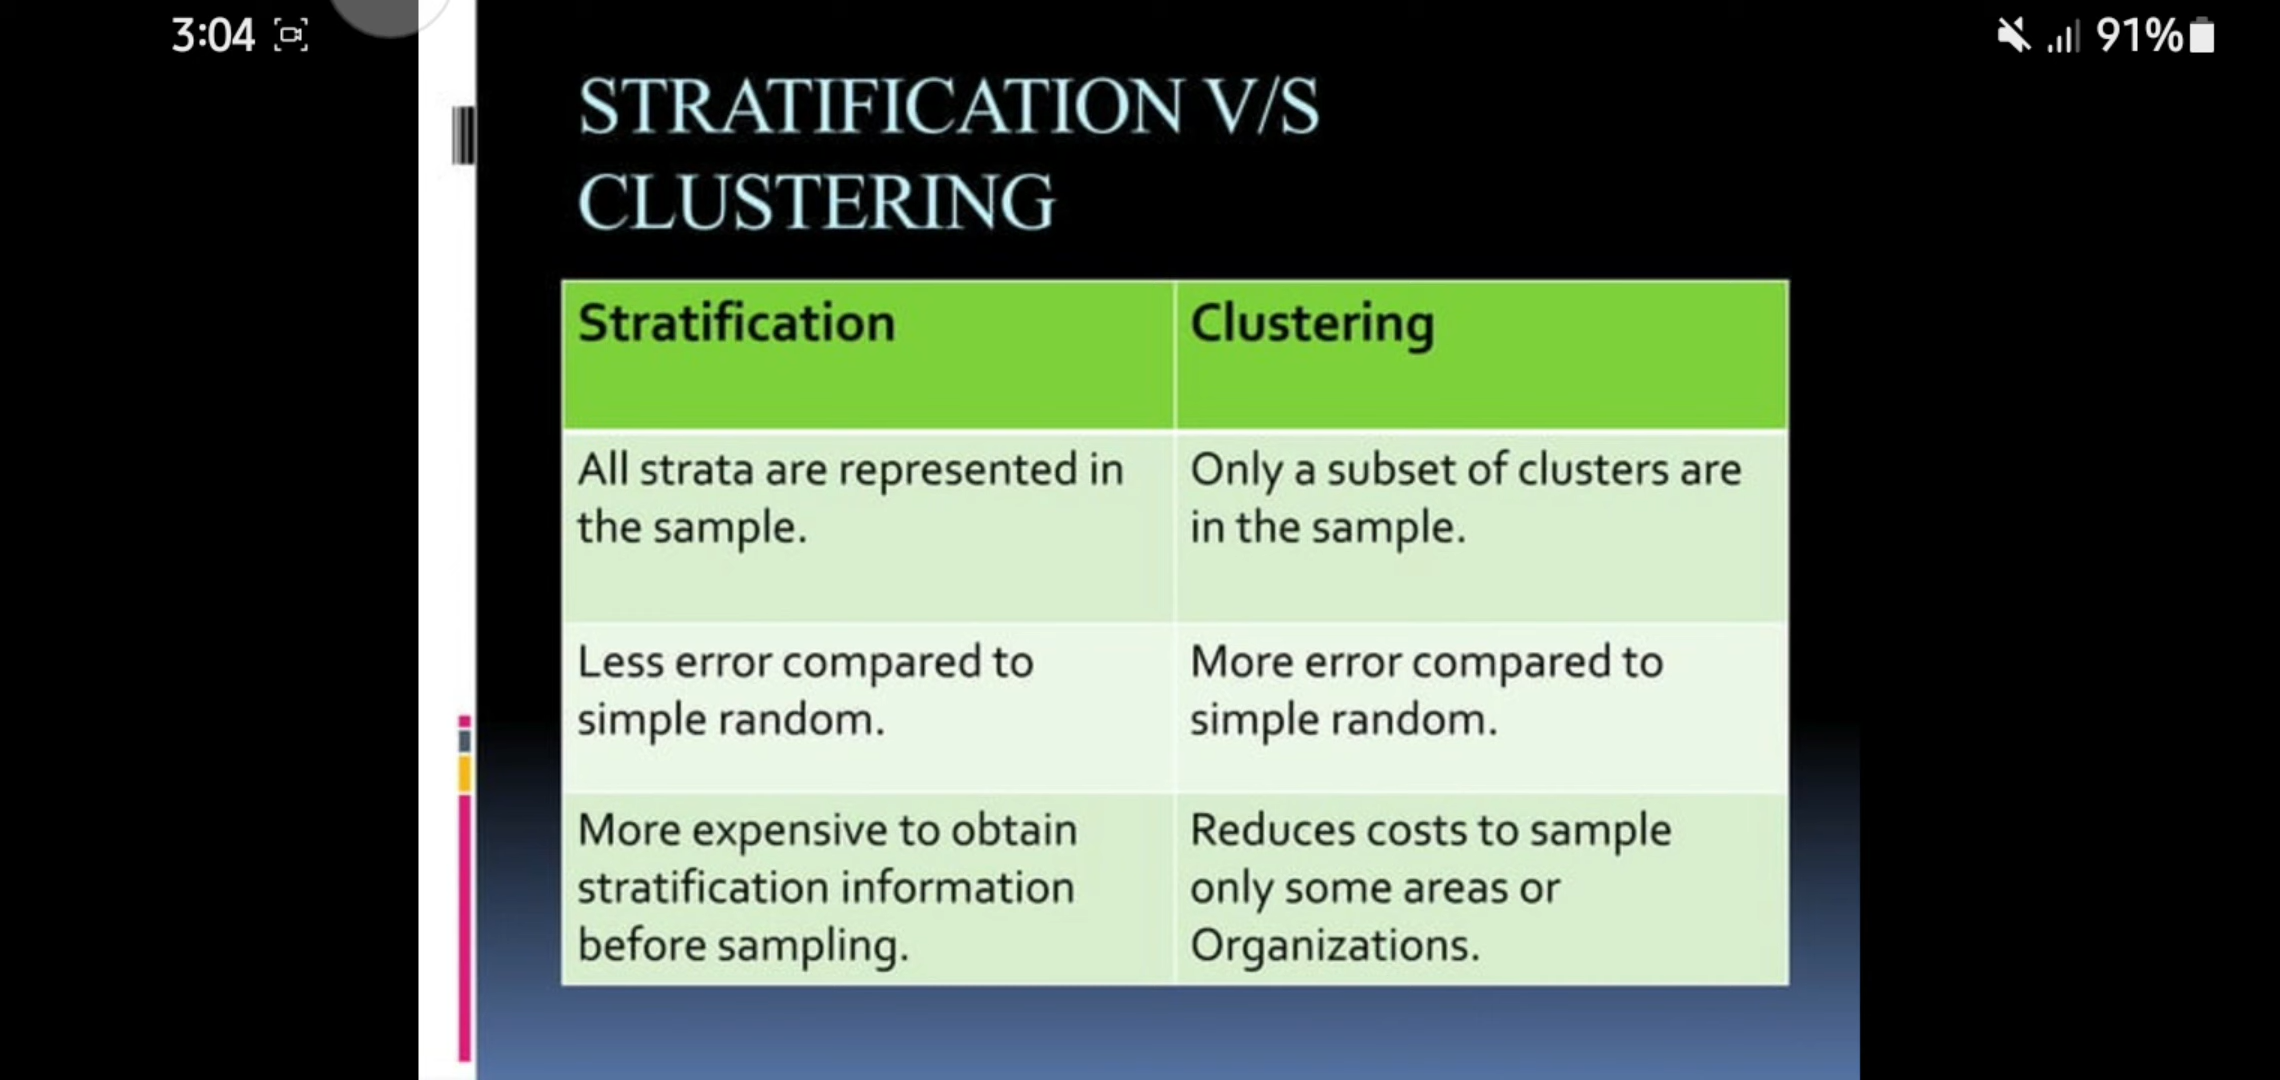 3:04
91%
STRATIFICATION V/S
CLUSTERING
Stratification
Clustering
All strata are represented in
the sample.
Only a subset of clusters are
in the sample.
Less error compared to
simple random.
More error compared to
simple random.
More expensive to obtain
stratification information
before sampling.
Reduces costs to sample
only some areas or
Organizations.